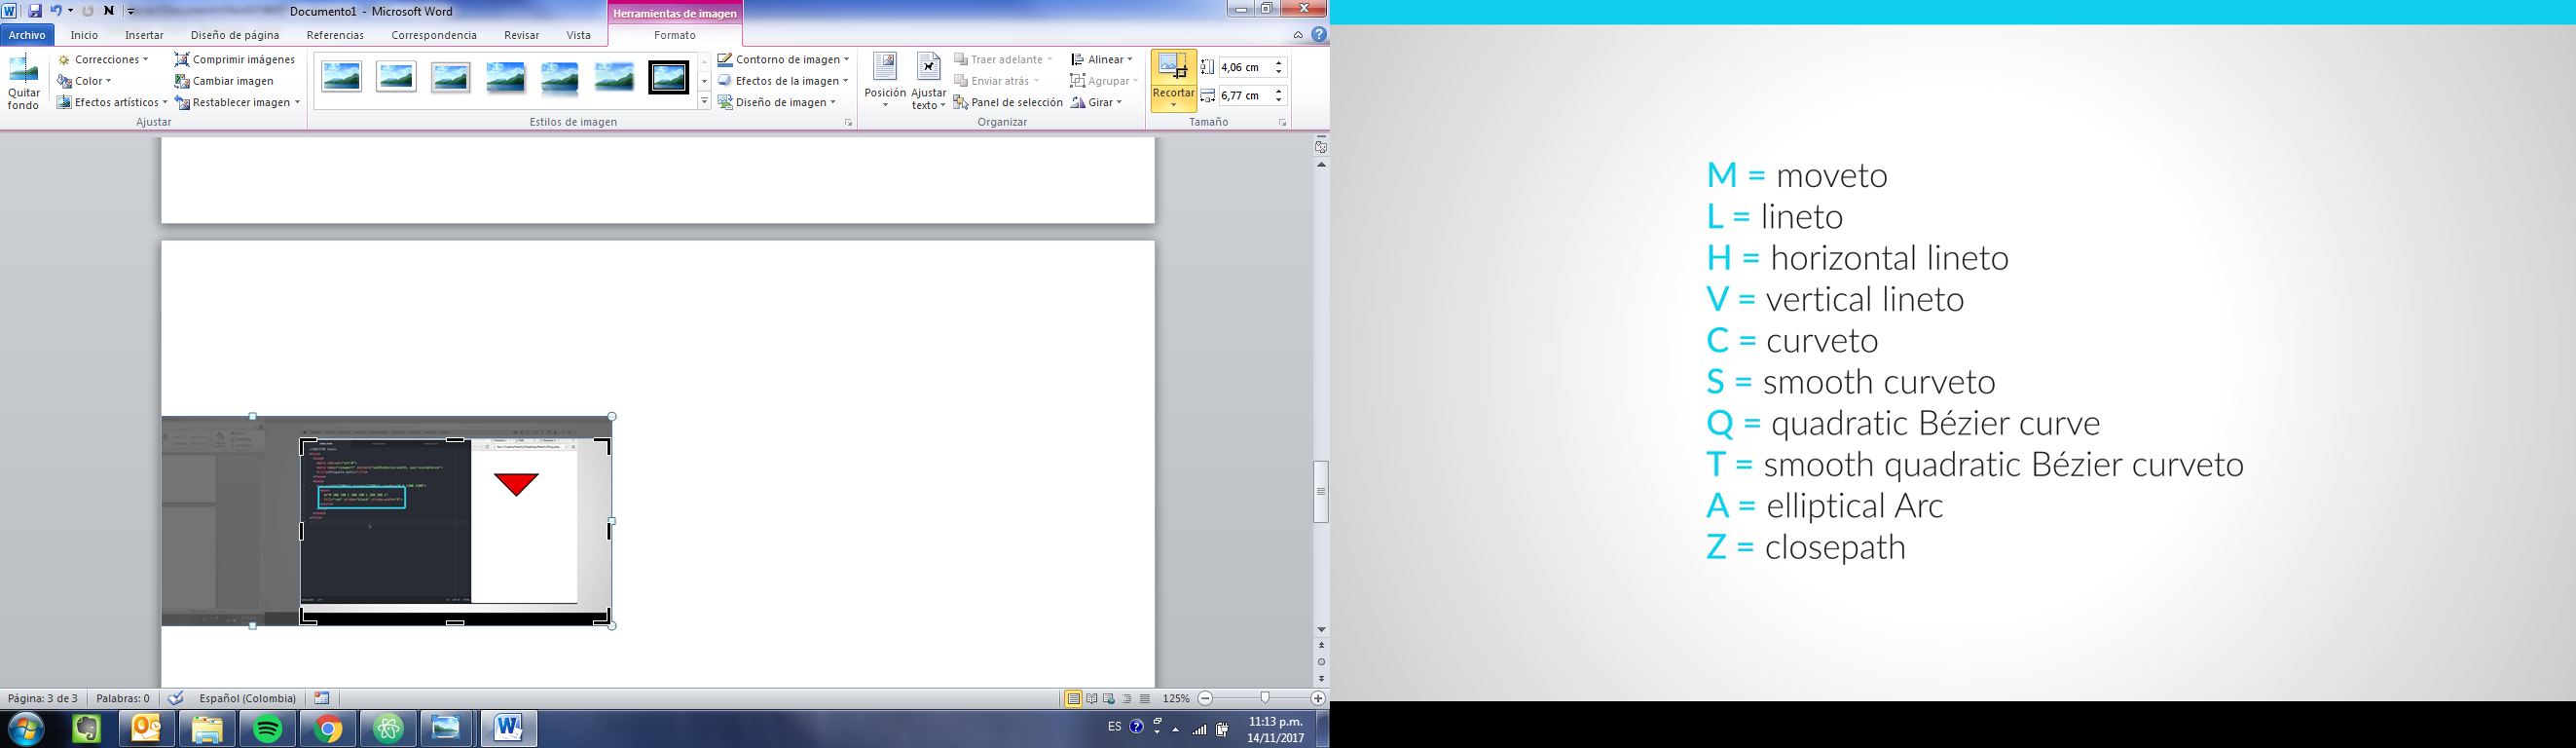 Documento1 - Microsoft Word
Herramientas de imagen
Archivo
Inicio
Insertar
Diseño de página
Referencias
Correspondencia
Revisar
Vista
Formato
Quitar fondo
Correcciones
Color
Efectos artísticos
Comprimir imágenes
Cambiar imagen
Restablecer imagen
Ajustar
Estilos de imagen
Contorno de imagen
Efectos de la imagen
Diseño de imagen
Posición
Ajustar texto
Traer adelante
Enviar atrás
Panel de selección
Alinear
Agrupar
Girar
Organizar
Recortar
4,06 cm
6,77 cm
Tamaño
Página: 3 de 3
Palabras: 0
Español (Colombia)
125%
ES
11:13 p.m.
14/11/2017
M = moveto
L = lineto
H = horizontal lineto
V = vertical lineto
C = curveto
S = smooth curveto
Q = quadratic Bézier curve
T = smooth quadratic Bézier curveto
A = elliptical Arc
Z = closepath